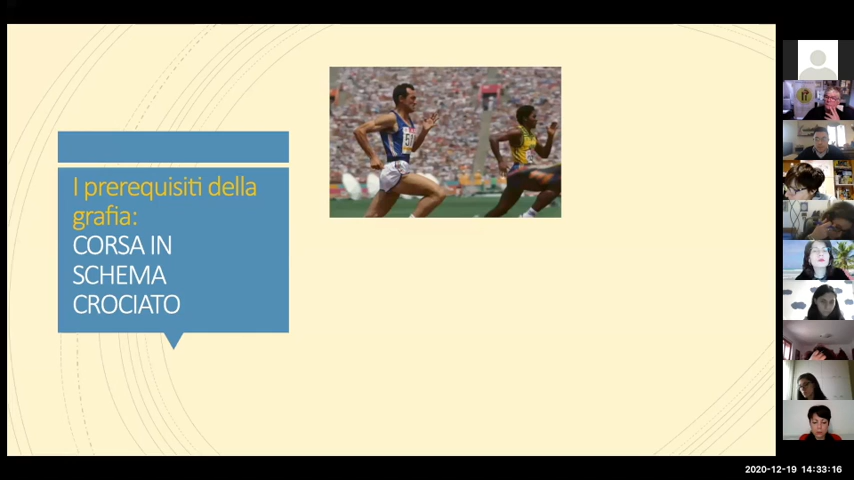 I prerequisiti della
grafia:
CORSA IN
SCHEMA
CROCIATO
2020-12-19 14:33:16